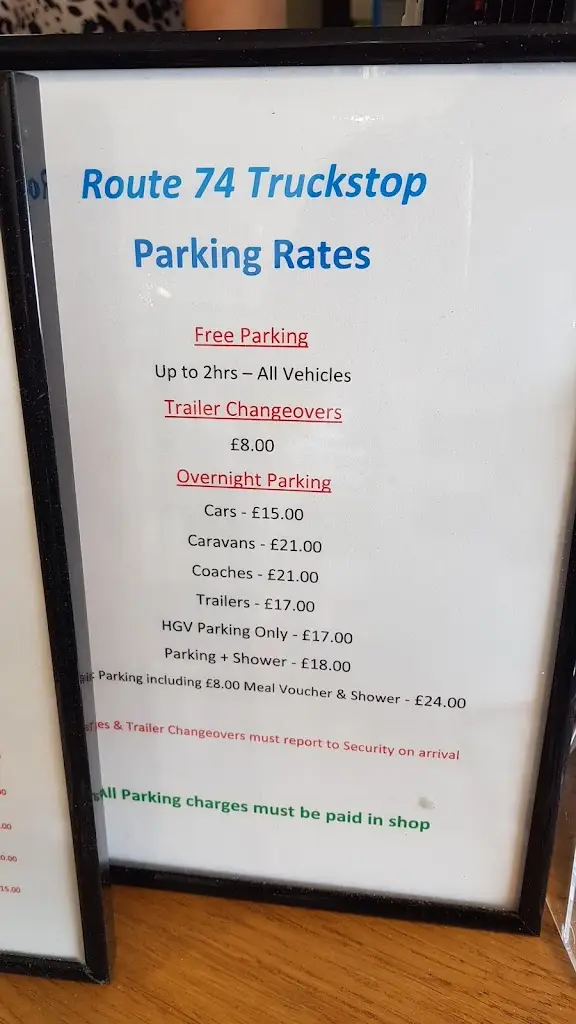 Route 74 Truckstop
Parking Rates
Free Parking
Up to 2hrs – All Vehicles
Trailer Changeovers
£8.00
Overnight Parking
Cars - £15.00
Caravans - £21.00
Coaches - £21.00
Trailers - £17.00
HGV Parking Only - £17.00
Parking + Shower - £18.00
Parking including £8.00 Meal Voucher & Shower - £24.00
& Trailer Changeovers must report to Security on arrival
All Parking charges must be paid in shop
15.00